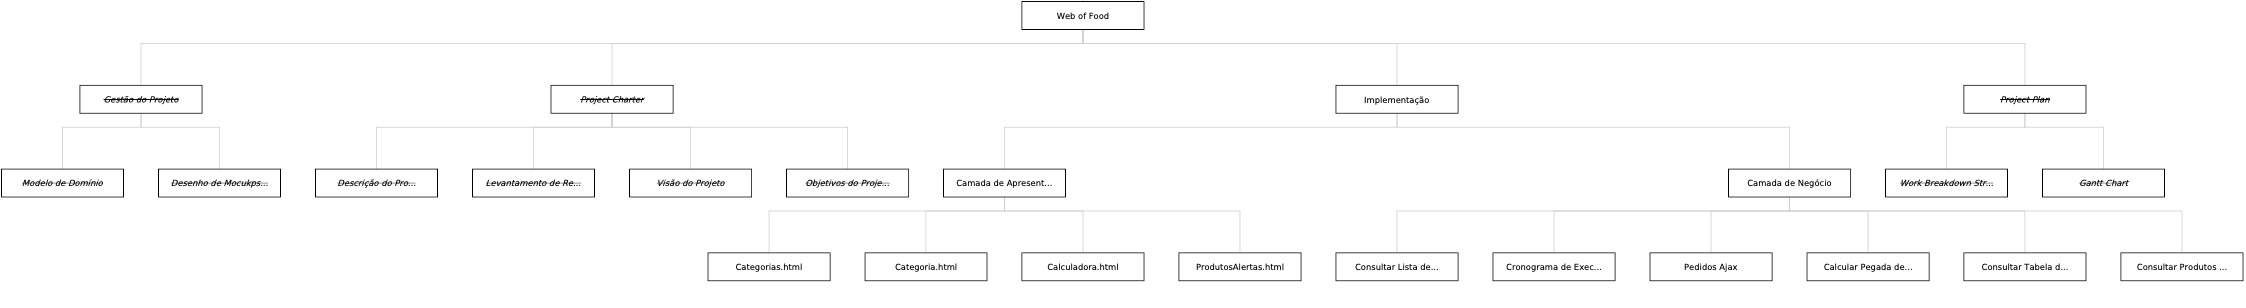 Web of Food
Gestão do Projeto
Project Charter
Implementação
Project Plan
Modelo de Domínio
Desenho de Mocukps...
Descrição do Pro...
Levantamento de Re...
Visão do Projeto
Objetivos do Proje...
Camada de Apresent...
Camada de Negócio
Work Breakdown Str...
Gantt Chart
Categorias.html
Categoria.html
Calculadora.html
ProdutosAlertas.html
Consultar Lista de...
Cronograma de Exec...
Pedidos Ajax
Calcular Pegada de...
Consultar Tabela d...
Consultar Produtos ...